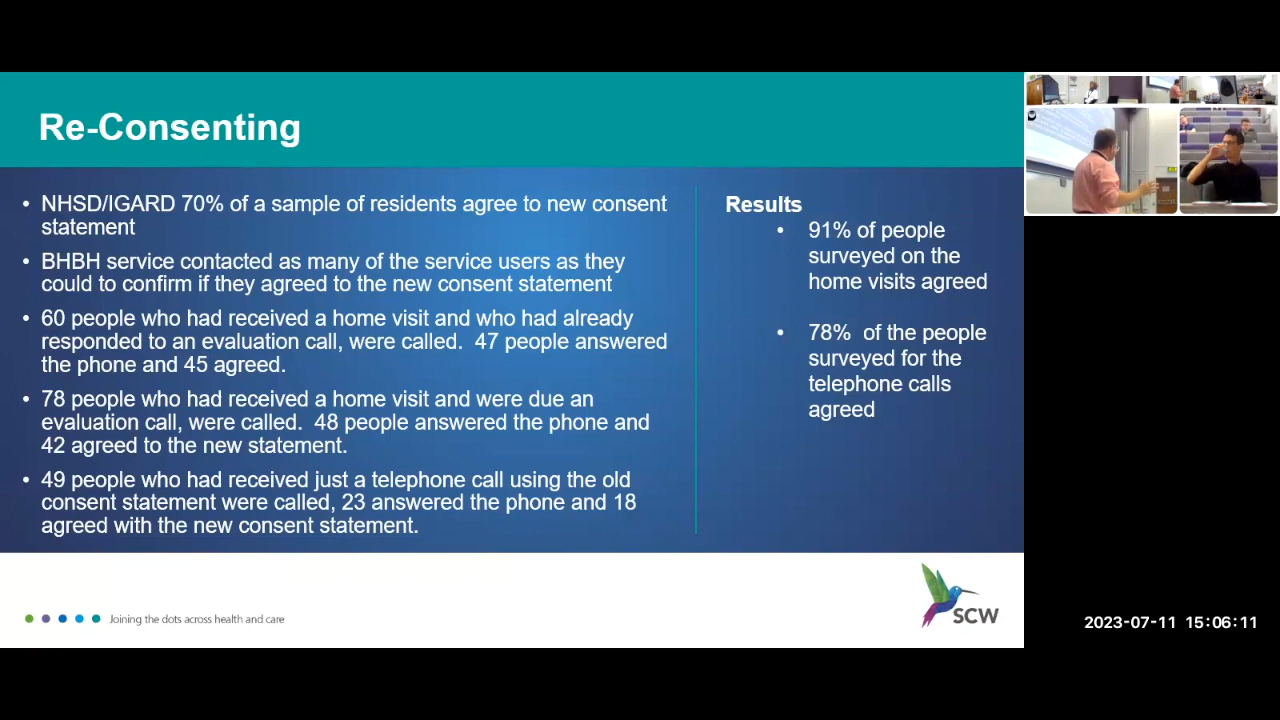 Re-Consenting
• NHSD/IGARD 70% of a sample of residents agree to new consent
statement
• BHBH service contacted as many of the service users as they
could to confirm if they agreed to the new consent statement
• 60 people who had received a home visit and who had already
responded to an evaluation call, were called.  47 people answered
the phone and 45 agreed.
• 78 people who had received a home visit and were due an
evaluation call, were called.  48 people answered the phone and
42 agreed to the new statement.
• 49 people who had received just a telephone call using the old
consent statement were called, 23 answered the phone and 18
agreed with the new consent statement.
Results
• 91% of people
surveyed on the
home visits agreed
• 78%  of the people
surveyed for the
telephone calls
agreed
Joining the dots across health and care
SCW
2023-07-11 15:06:11